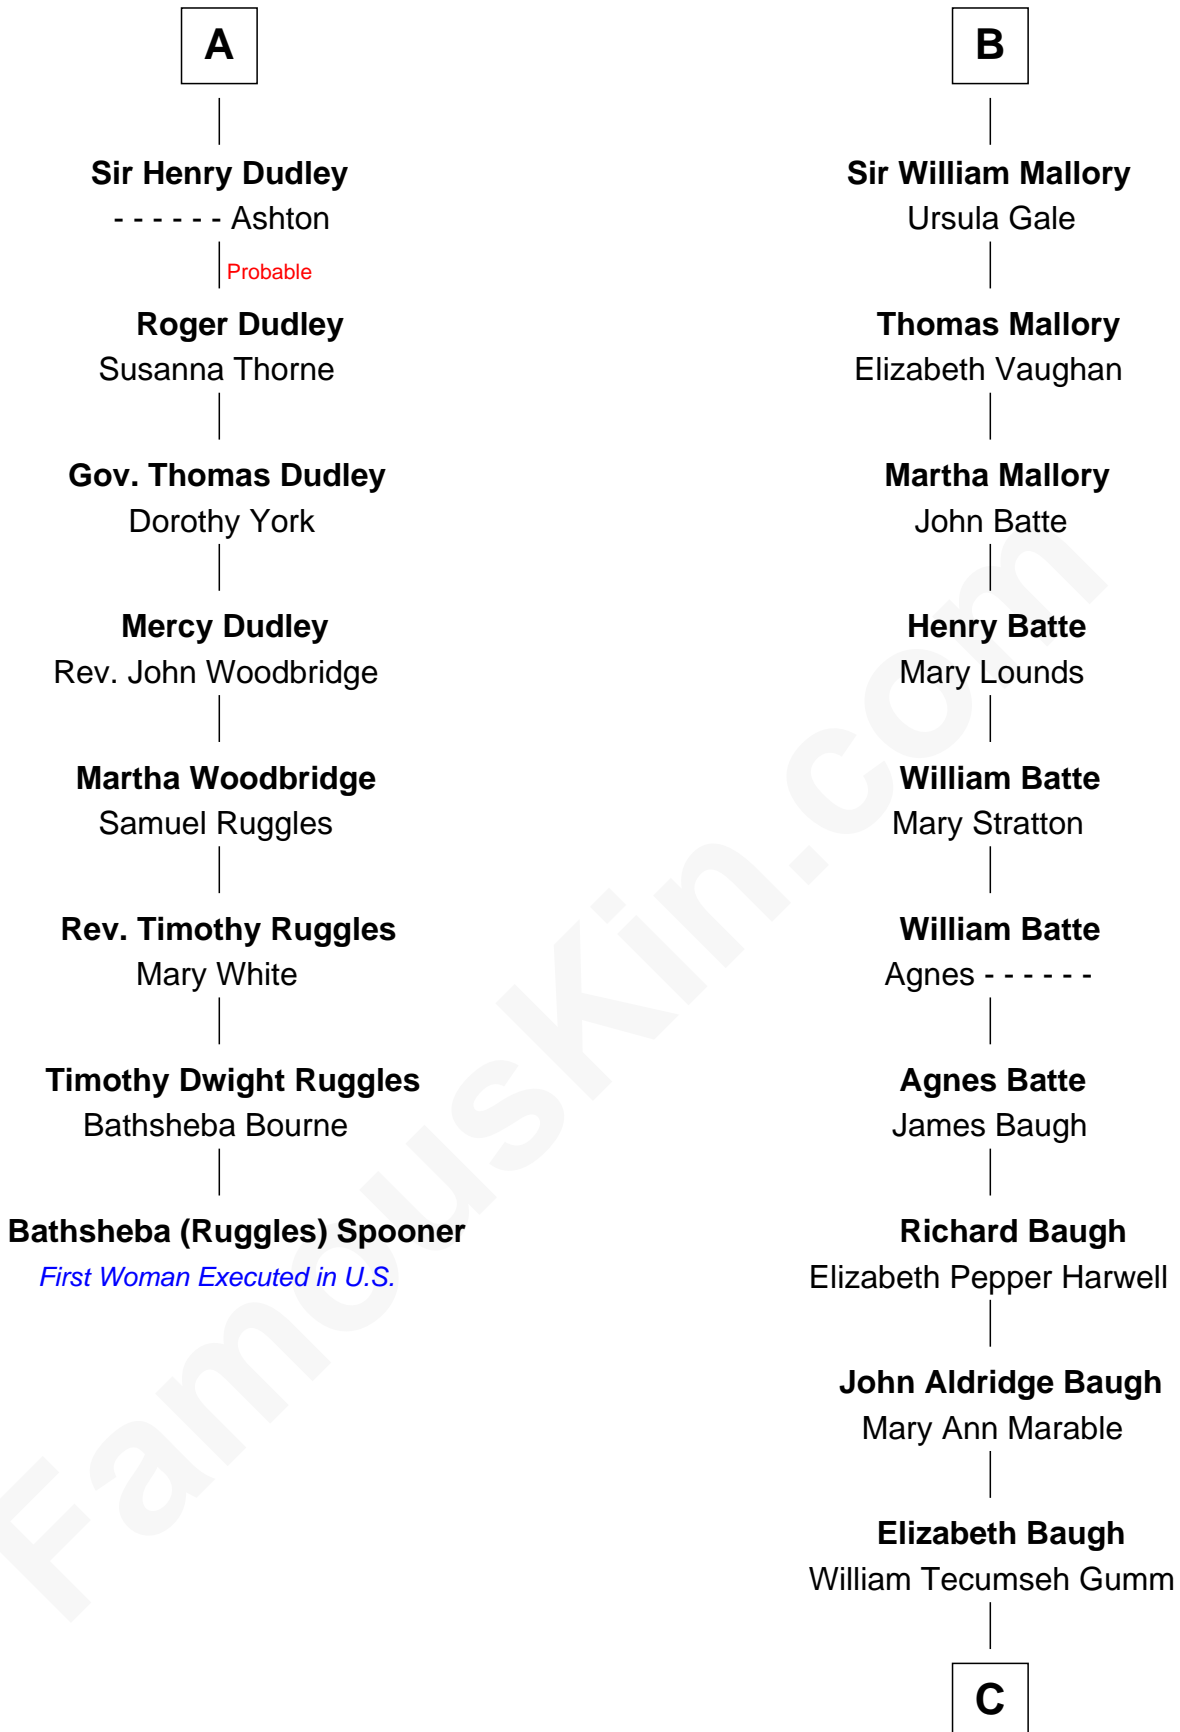 A
Sir Henry Dudley
- - - - - - Ashton
Probable
Roger Dudley
Susanna Thorne
Gov. Thomas Dudley
Dorothy York
Mercy Dudley
Rev. John Woodbridge
Martha Woodbridge
Samuel Ruggles
Rev. Timothy Ruggles
Mary White
Timothy Dwight Ruggles
Bathsheba Bourne
Bathsheba (Ruggles) Spooner
First Woman Executed in U.S.
B
Sir William Mallory
Ursula Gale
Thomas Mallory
Elizabeth Vaughan
Martha Mallory
John Batte
Henry Batte
Mary Lounds
William Batte
Mary Stratton
William Batte
Agnes - - - - - -
Agnes Batte
James Baugh
Richard Baugh
Elizabeth Pepper Harwell
John Aldridge Baugh
Mary Ann Marable
Elizabeth Baugh
William Tecumseh Gumm
C
FamousKin.com